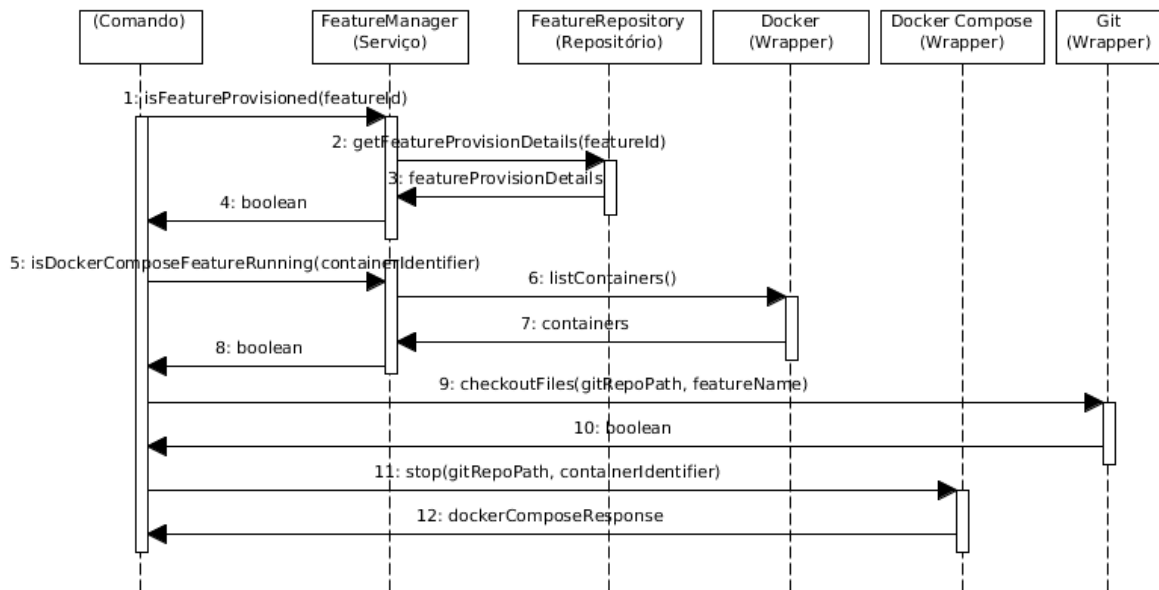 (Comando)
FeatureManager
(Serviço)
FeatureRepository
(Repositório)
Docker
(Wrapper)
Docker Compose
(Wrapper)
Git
(Wrapper)
1: isFeatureProvisioned(featureId)
2: getFeatureProvisionDetails(featureId)
3: featureProvisionDetails
4: boolean
5: isDockerComposeFeatureRunning(containerIdentifier)
6: listContainers()
7: containers
8: boolean
9: checkoutFiles(gitRepoPath, featureName)
10: boolean
11: stop(gitRepoPath, containerIdentifier)
12: dockerComposeResponse